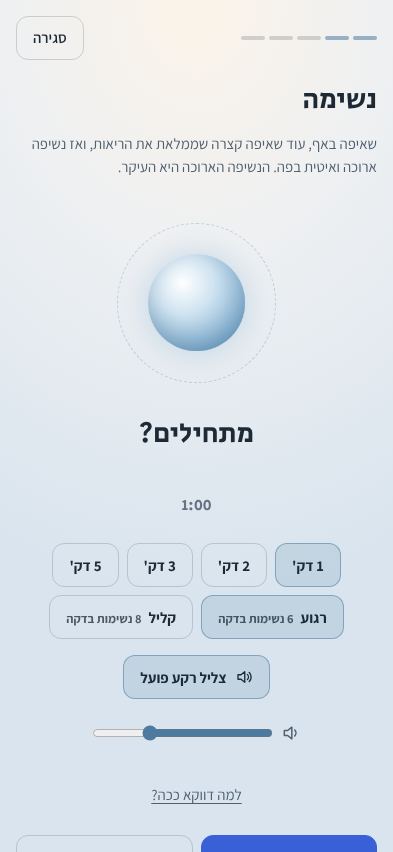 סגירה
נשימה
שאיפה באף, עוד שאיפה קצרה שממלאת את הריאות, ואז נשיפה
ארוכה ואיטית בפה. הנשיפה הארוכה היא העיקר.
מתחילים?
1:00
1 דק' 2 דק' 3 דק' 5 דק'
רגוע 6 נשימות בדקה קליל 8 נשימות בדקה
צליל רקע פועל
למה דווקא ככה?